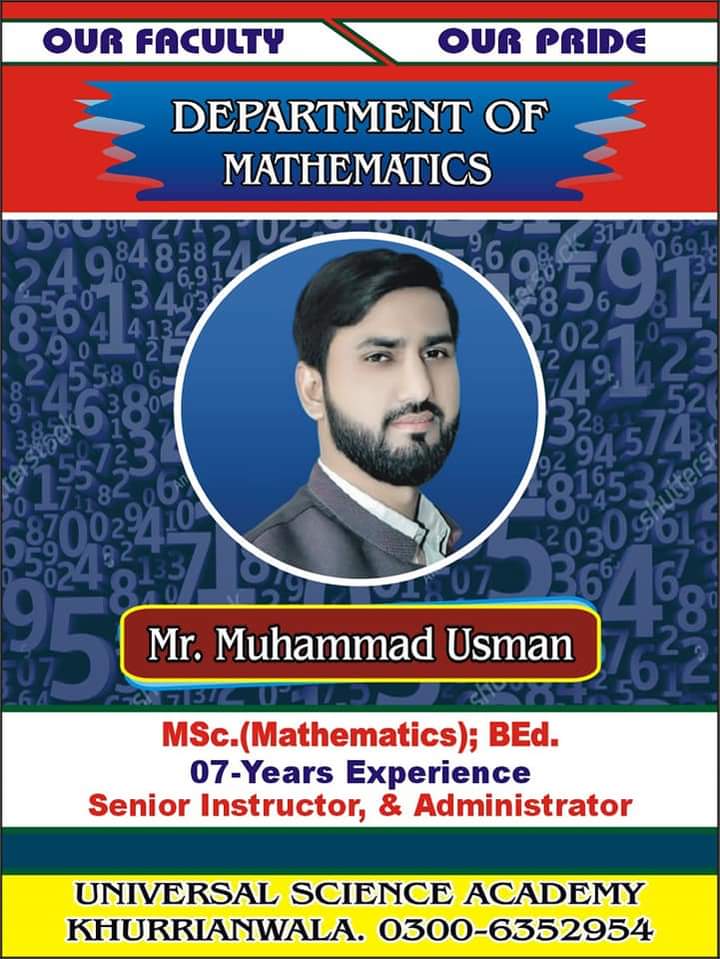 OUR FACULTY OUR PRIDE
DEPARTMENT OF
MATHEMATICS
Mr. Muhammad Usman
MSc.(Mathematics); BEd.
07-Years Experience
Senior Instructor, & Administrator
UNIVERSAL SCIENCE ACADEMY
KHURRIANWALA. 0300-6352954